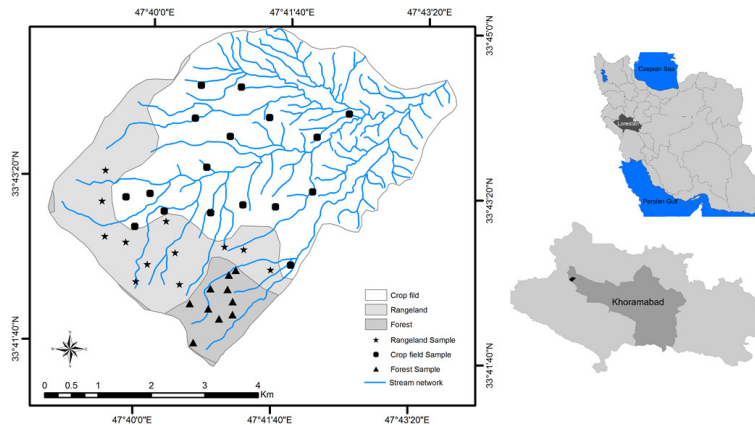 47°40'0"E
47°41'40"E
47°43'20"E
33°45'0"N
33°43'20"N
33°43'20"N
33°41'40"N
33°41'40"N
Crop fild
Rangeland
Forest
Rangeland Sample
Crop field Sample
Forest Sample
Stream network
0 0.5 1 2 3 4
Km
47°40'0"E
47°41'40"E
47°43'20"E
Caspian Sea
Lorestan
Persian Gulf
Khoramabad